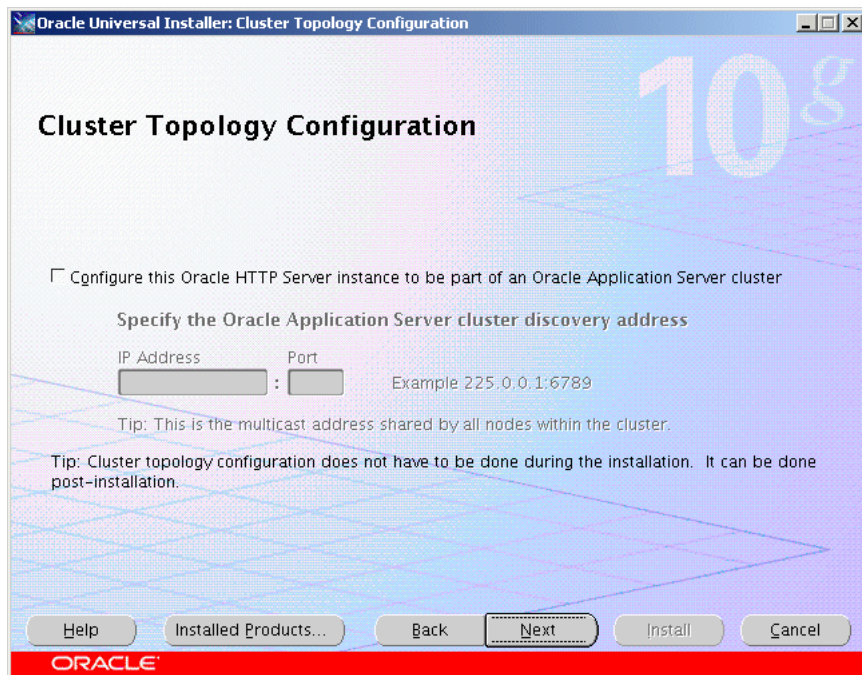 Oracle Universal Installer: Cluster Topology Configuration
10g
Cluster Topology Configuration
Configure this Oracle HTTP Server instance to be part of an Oracle Application Server cluster
Specify the Oracle Application Server cluster discovery address
IP Address Port
: Example 225.0.0.1:6789
Tip: This is the multicast address shared by all nodes within the cluster.
Tip: Cluster topology configuration does not have to be done during the installation. It can be done
post-installation.
Help Installed Products... Back Next Install Cancel
ORACLE